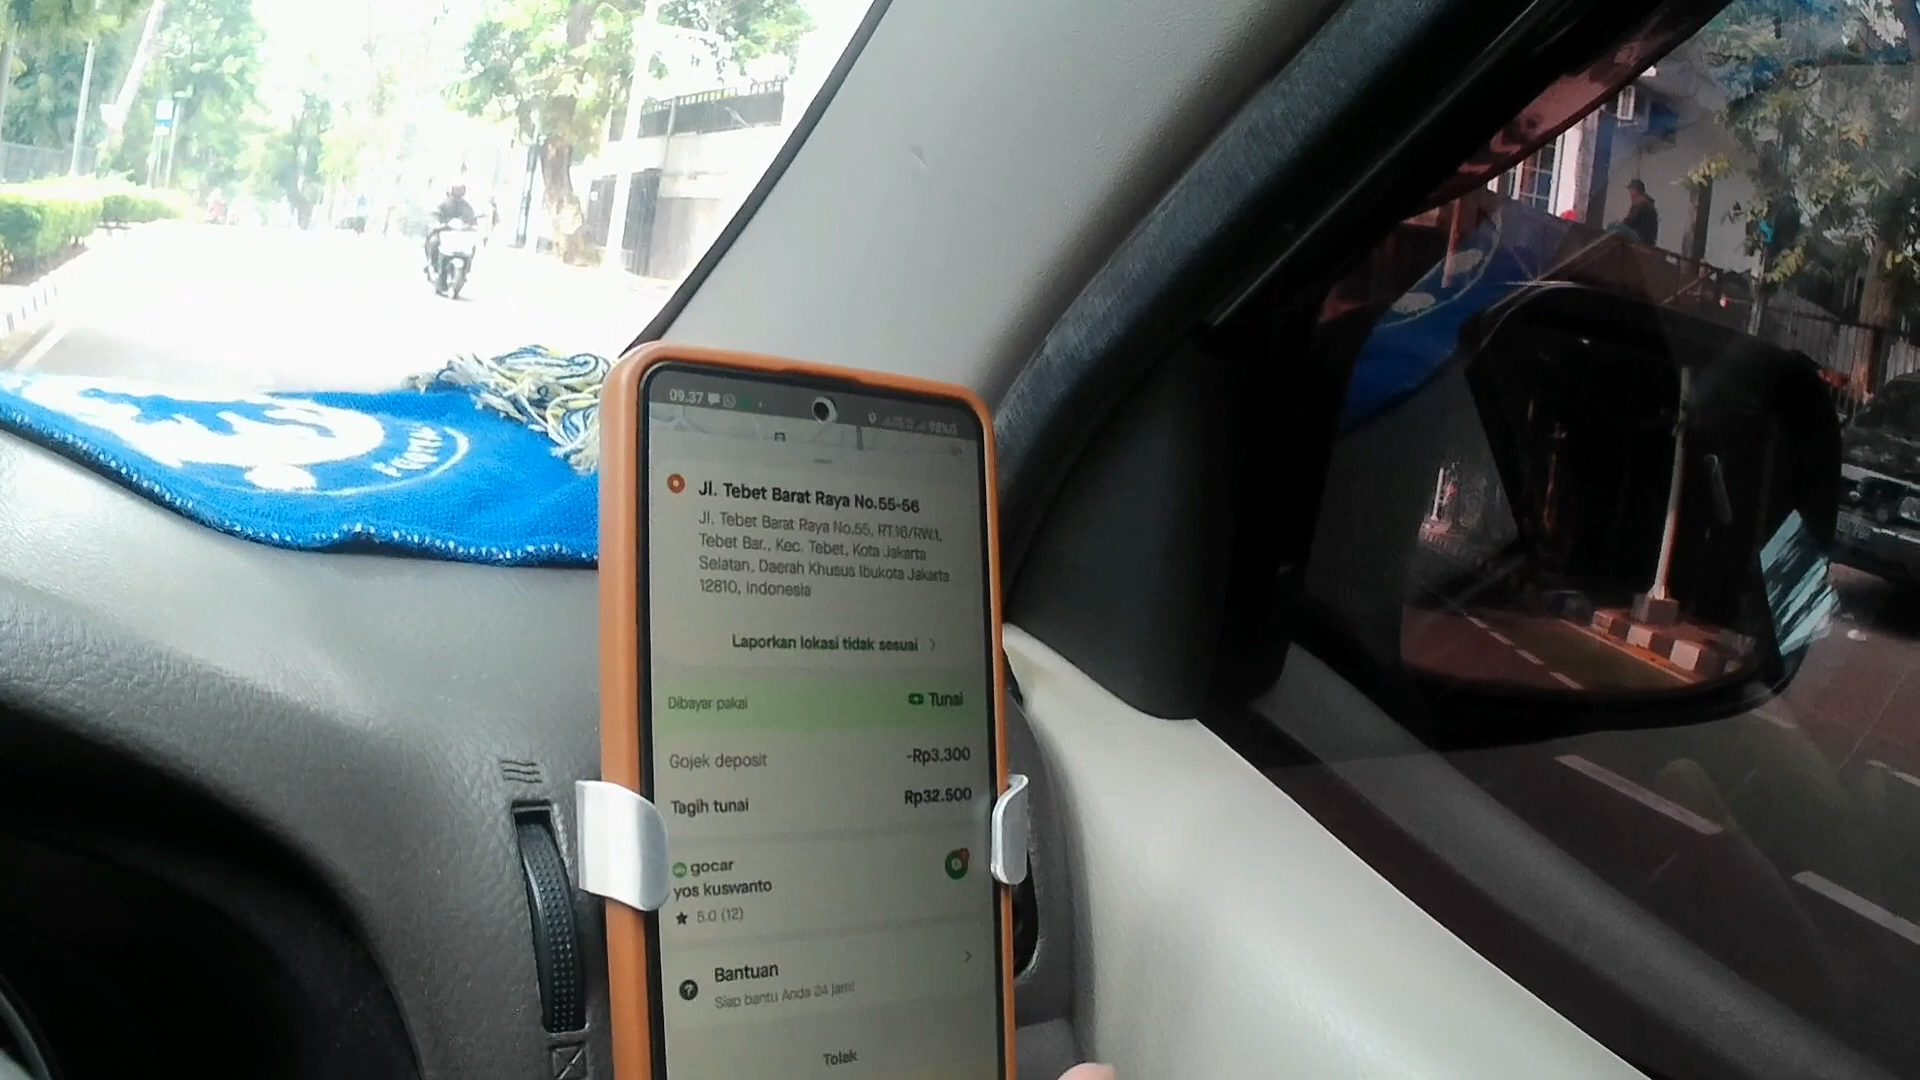 09.37
98%
Jl. Tebet Barat Raya No.55-56
Jl. Tebet Barat Raya No.55, RT.16/RW.1,
Tebet Bar., Kec. Tebet, Kota Jakarta
Selatan, Daerah Khusus Ibukota Jakarta
12810, Indonesia
Laporkan lokasi tidak sesuai
Dibayar pakai Tunai
Gojek deposit -Rp3.300
Tagih tunai Rp32.500
gocar
yos kuswanto
5.0 (12)
Bantuan
Siap bantu Anda 24 jam!
Tolak